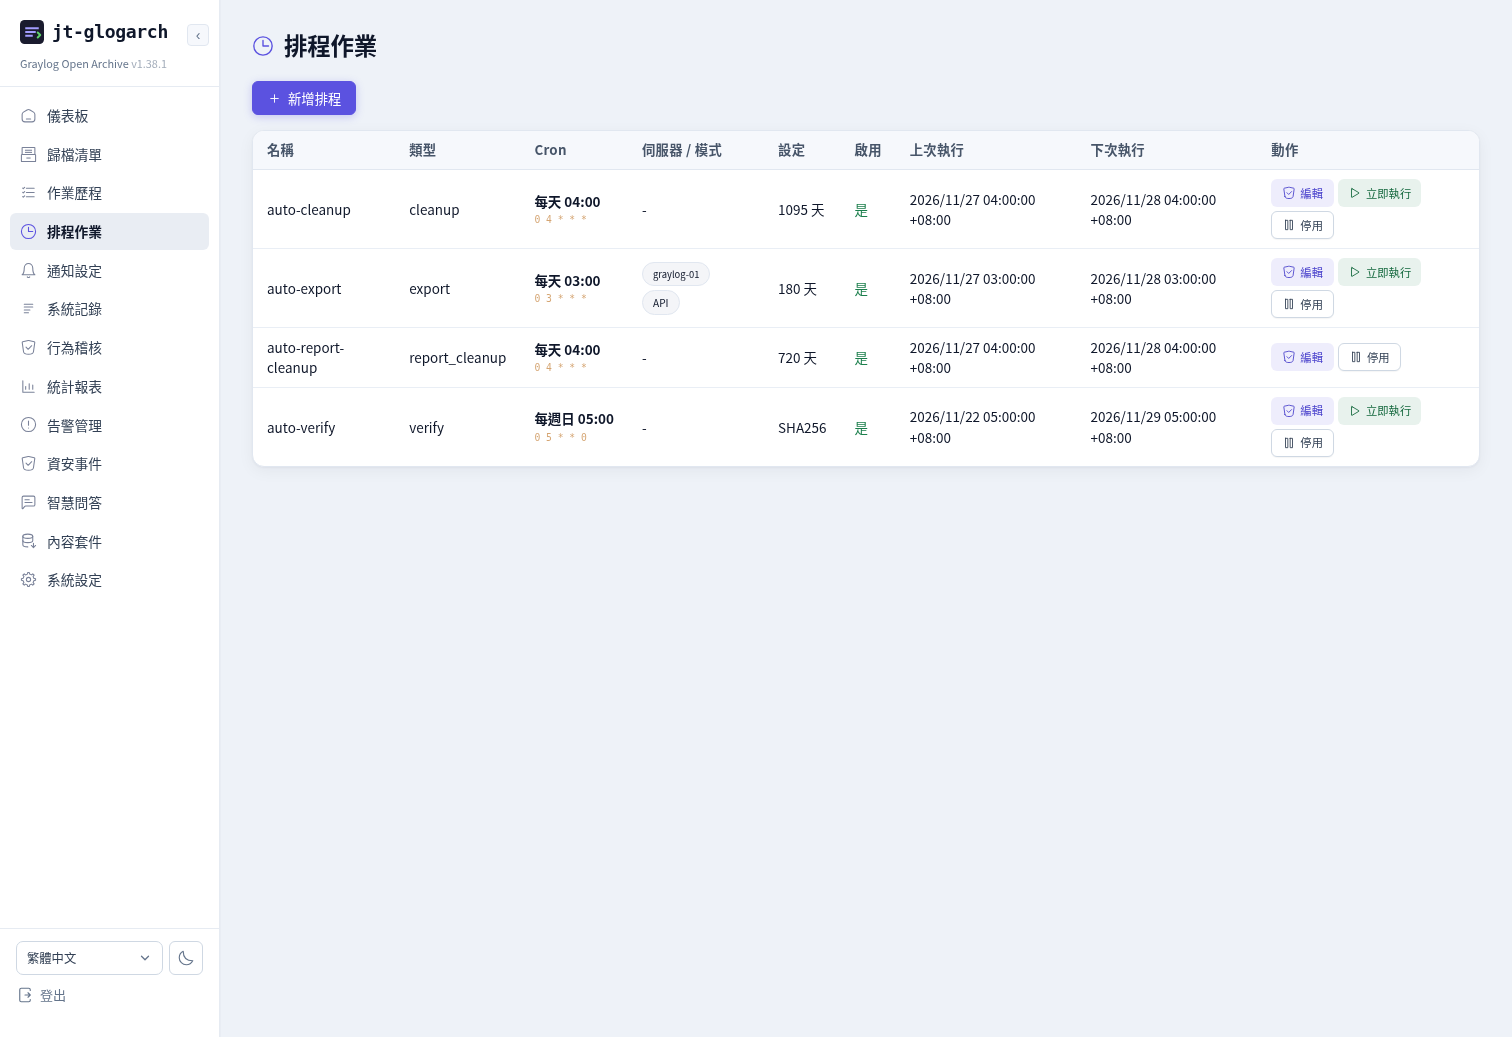 jt-glogarch
Graylog Open Archive v1.38.1
儀表板
歸檔清單
作業歷程
排程作業
通知設定
系統記錄
行為稽核
統計報表
告警管理
資安事件
智慧問答
內容套件
系統設定
繁體中文
登出
排程作業
+ 新增排程
名稱 類型 Cron 伺服器 / 模式 設定 啟用 上次執行 下次執行 動作
auto-cleanup cleanup 每天 04:00 - 1095 天 是 2026/11/27 04:00:00 2026/11/28 04:00:00 編輯 立即執行
0 4 * * * +08:00 +08:00 停用
auto-export export 每天 03:00 graylog-01 180 天 是 2026/11/27 03:00:00 2026/11/28 03:00:00 編輯 立即執行
0 3 * * * API +08:00 +08:00 停用
auto-report- report_cleanup 每天 04:00 - 720 天 是 2026/11/27 04:00:00 2026/11/28 04:00:00 編輯 停用
cleanup 0 4 * * * +08:00 +08:00
auto-verify verify 每週日 05:00 - SHA256 是 2026/11/22 05:00:00 2026/11/29 05:00:00 編輯 立即執行
0 5 * * 0 +08:00 +08:00 停用